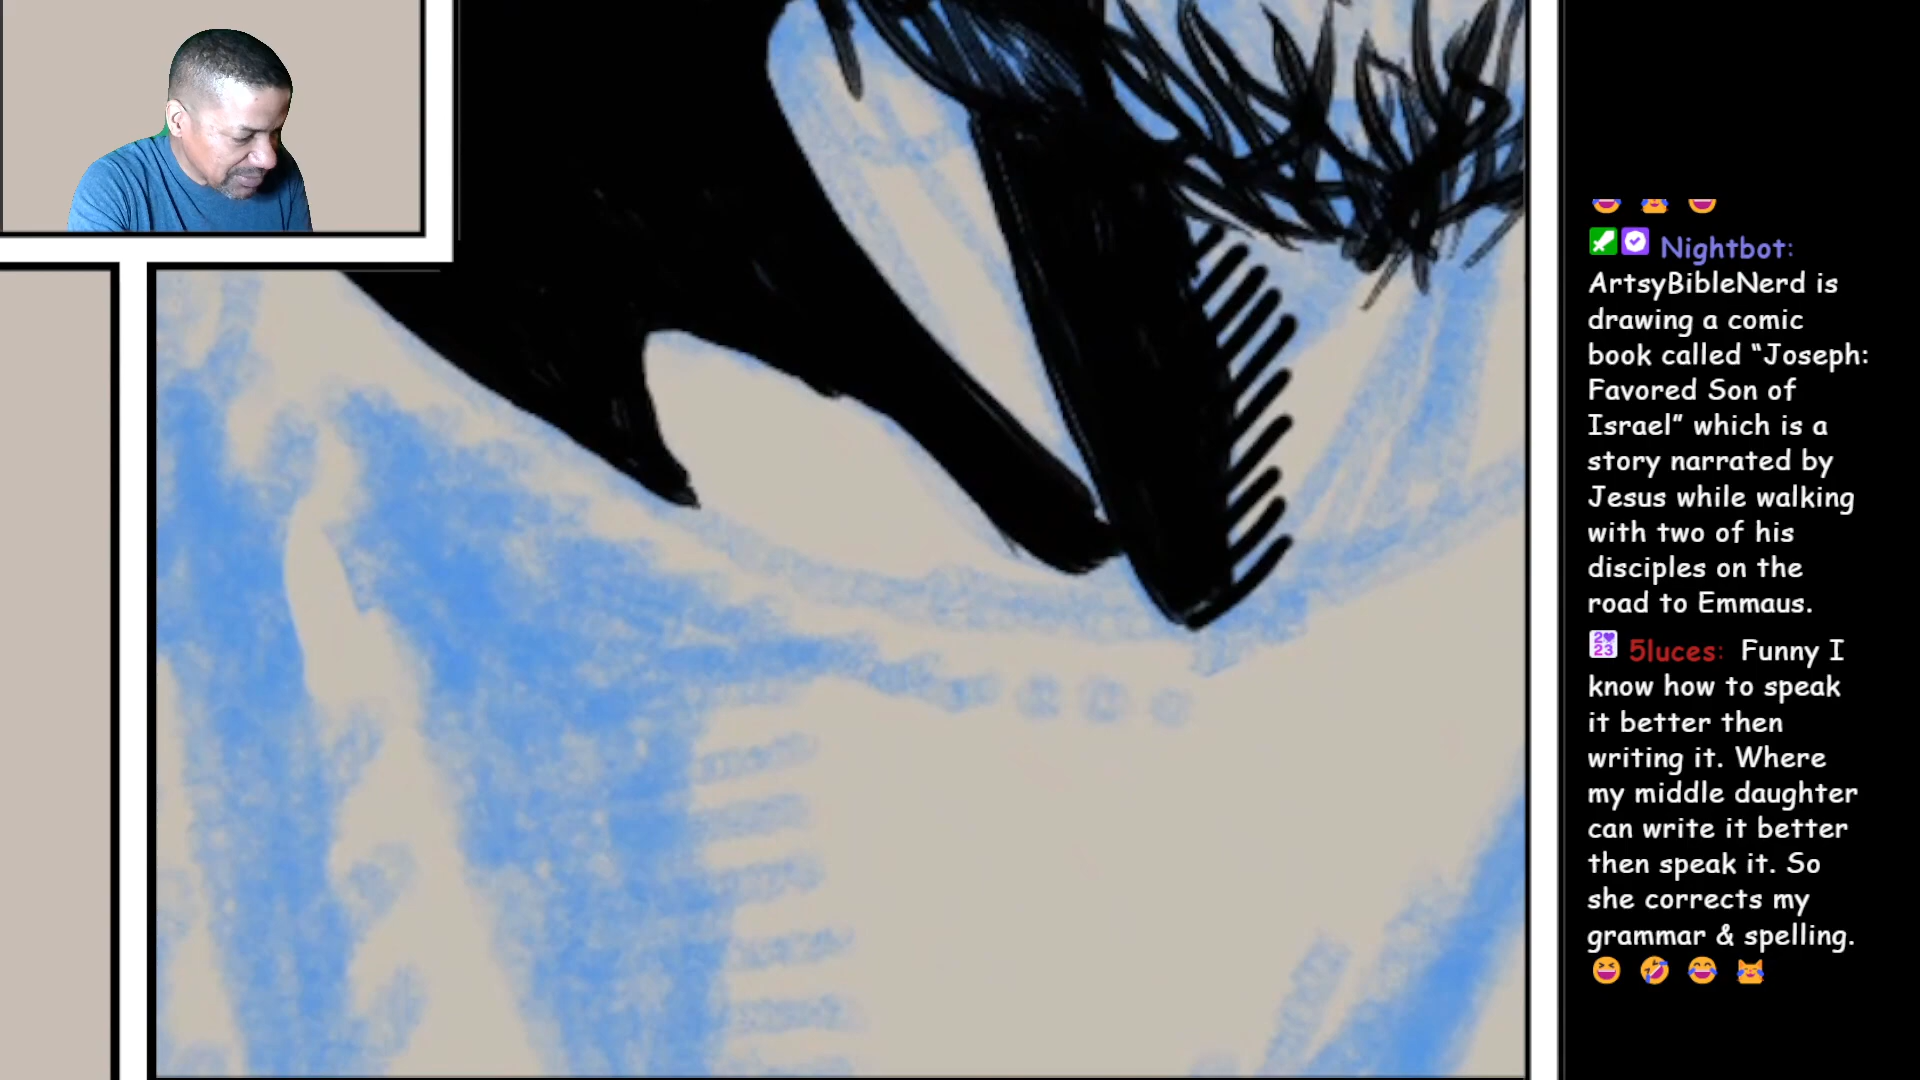 Nightbot:
ArtsyBibleNerd is
drawing a comic
book called “Joseph:
Favored Son of
Israel” which is a
story narrated by
Jesus while walking
with two of his
disciples on the
road to Emmaus.
2 23 5luces: Funny I
know how to speak
it better then
writing it. Where
my middle daughter
can write it better
then speak it. So
she corrects my
grammar & spelling.